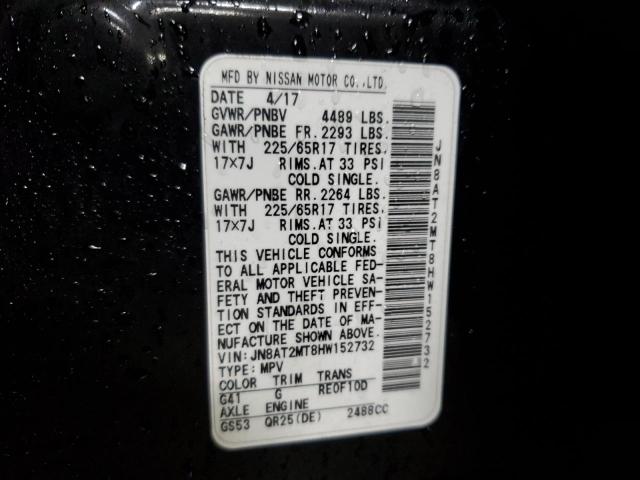 MFD BY NISSAN MOTOR CO.,LTD.
DATE 4/17
GVWR/PNBV 4489 LBS.
GAWR/PNBE FR. 2293 LBS.
WITH 225/65R17 TIRES.
17×7J RIMS. AT 33 PSI
COLD SINGLE.
GAWR/PNBE RR. 2264 LBS.
WITH 225/65R17 TIRES.
17×7J RIMS. AT 33 PSI
COLD SINGLE.
THIS VEHICLE CONFORMS
TO ALL APPLICABLE FED-
ERAL MOTOR VEHICLE SA-
FETY AND THEFT PREVEN-
TION STANDARDS IN EFF-
ECT ON THE DATE OF MA-
NUFACTURE SHOWN ABOVE.
VIN: JN8AT2MT8HW152732
TYPE: MPV
COLOR TRIM TRANS
G41 G RE0F10D
AXLE ENGINE
GS53 QR25(DE) 2488CC
JN8AT2MT8HW152732